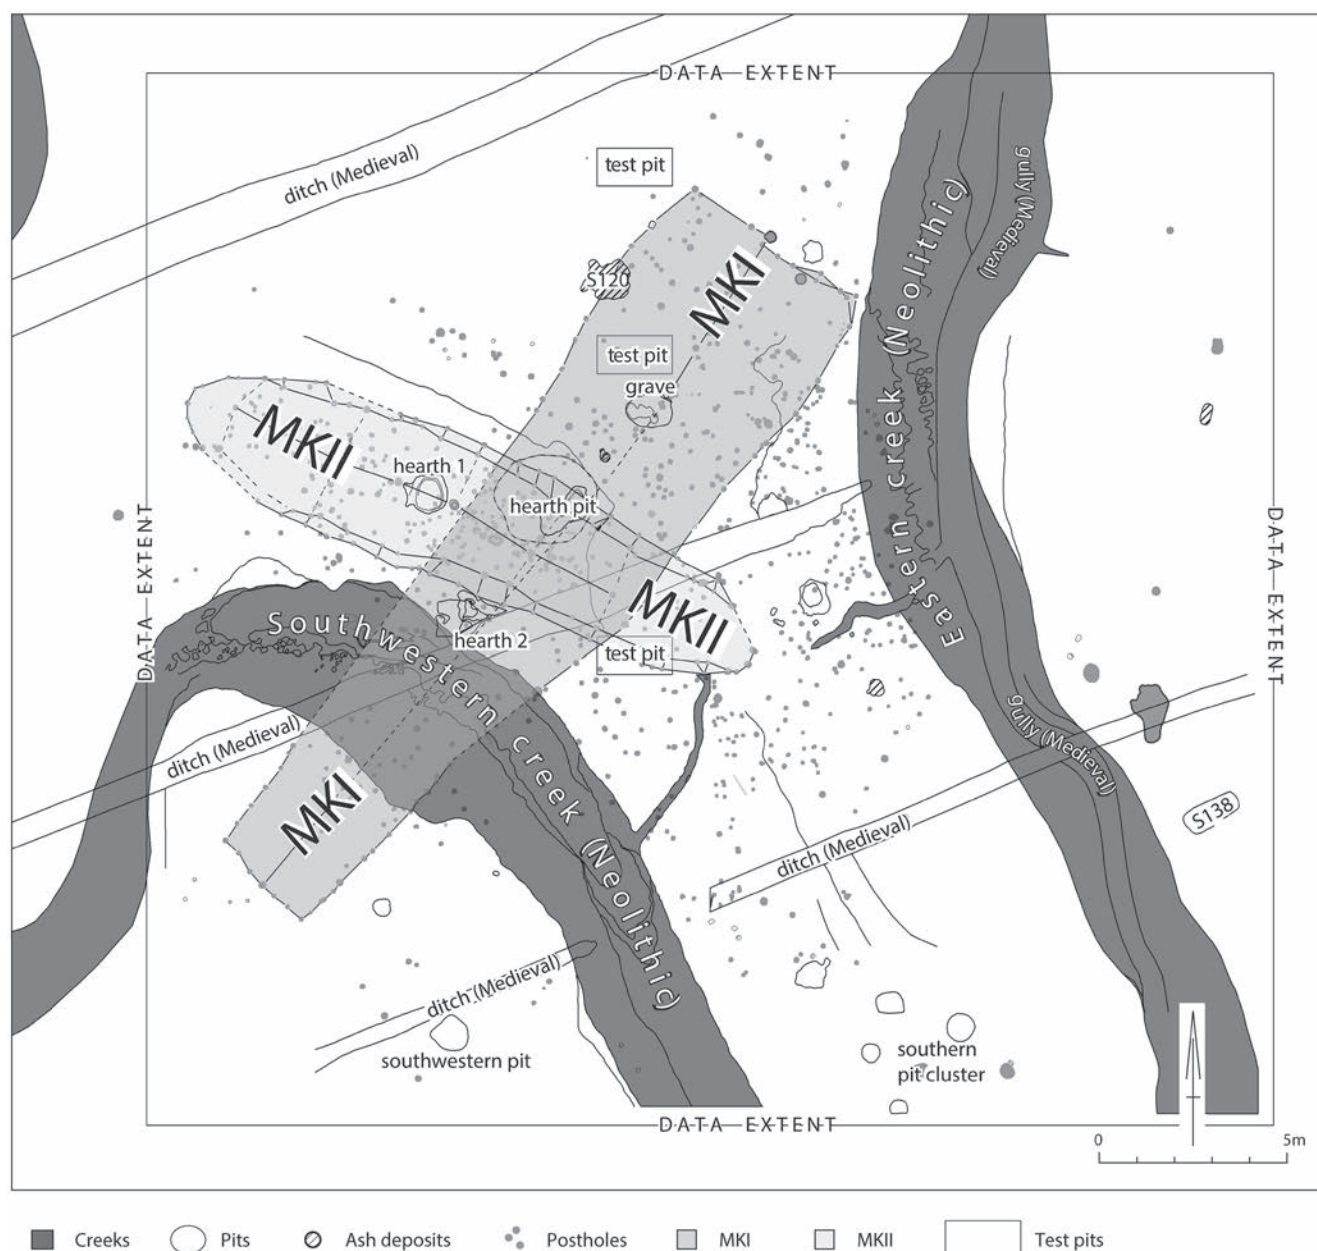 DATA EXTENT
test pit
ditch (Medieval)
gully (Medieval)
Eastern creek (Neolithic)
S120
MKI
test pit
grave
MKII
hearth 1
hearth pit
DATA EXTENT
DATA EXTENT
Southwestern creek (Neolithic)
hearth 2
MKII
test pit
ditch (Medieval)
gully (Medieval)
MKI
S138
ditch (Medieval)
ditch (Medieval)
southwestern pit
southern
pit cluster
DATA EXTENT
0 5m
Creeks Pits Ash deposits Postholes MKI MKII Test pits